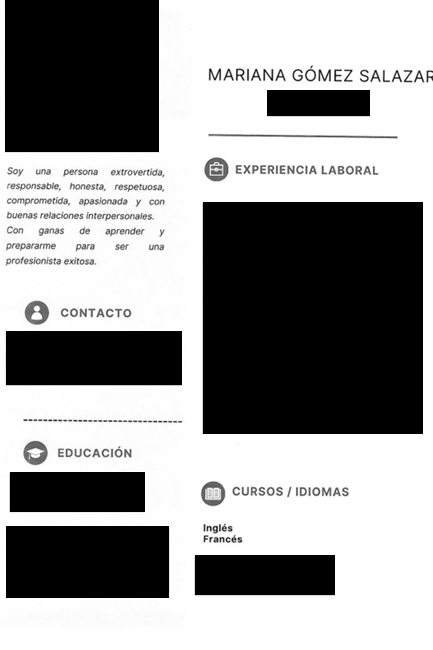 MARIANA GÓMEZ SALAZAR
Soy una persona extrovertida,
responsable, honesta, respetuosa,
comprometida, apasionada y con
buenas relaciones interpersonales.
Con ganas de aprender y
prepararme para ser una
profesionista exitosa.
CONTACTO
EDUCACIÓN
EXPERIENCIA LABORAL
CURSOS / IDIOMAS
Inglés
Francés